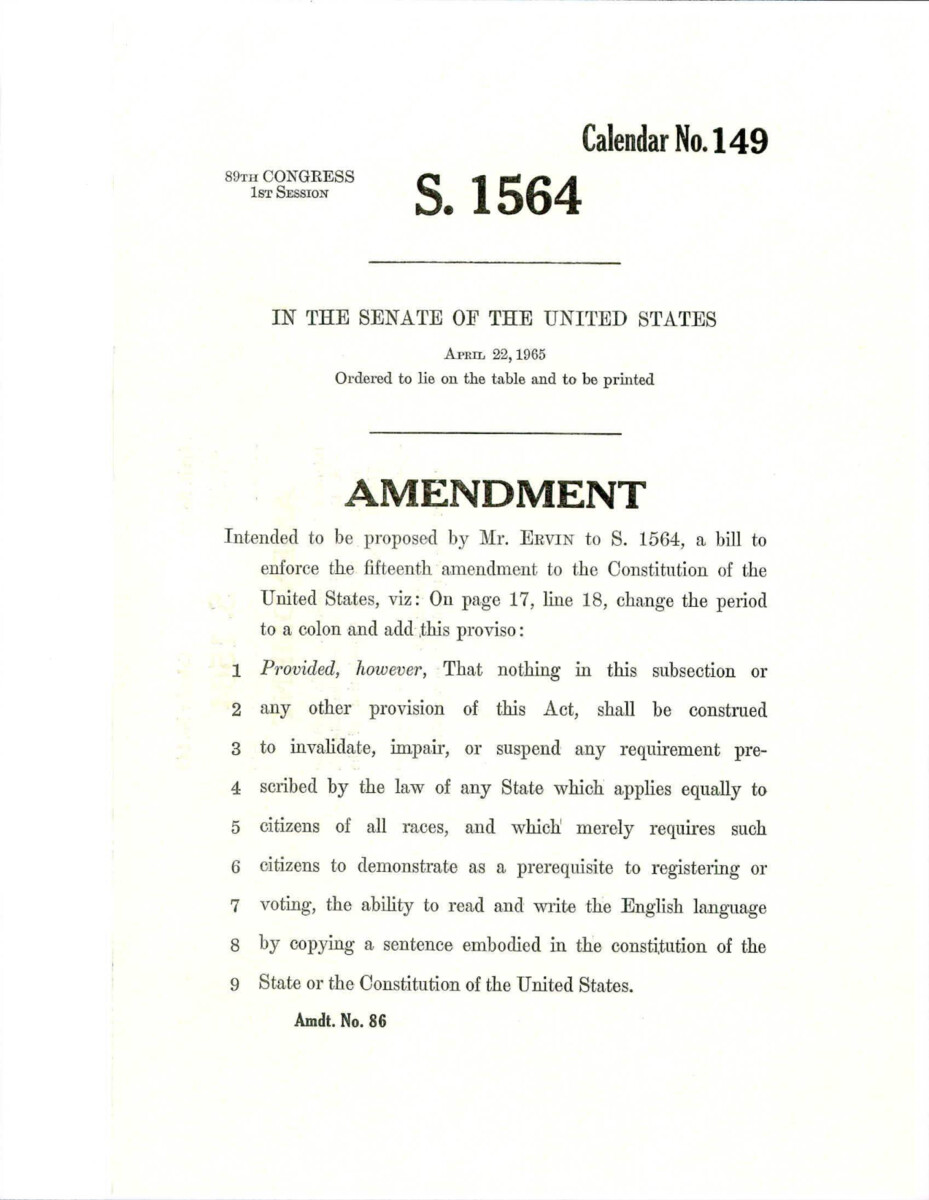 Calendar No. 149
89TH CONGRESS
1ST SESSION
S. 1564
IN THE SENATE OF THE UNITED STATES
APRIL 22, 1965
Ordered to lie on the table and to be printed
AMENDMENT
Intended to be proposed by Mr. ERVIN to S. 1564, a bill to
enforce the fifteenth amendment to the Constitution of the
United States, viz: On page 17, line 18, change the period
to a colon and add this proviso:
1 Provided, however, That nothing in this subsection or
2 any other provision of this Act, shall be construed
3 to invalidate, impair, or suspend any requirement pre-
4 scribed by the law of any State which applies equally to
5 citizens of all races, and which merely requires such
6 citizens to demonstrate as a prerequisite to registering or
7 voting, the ability to read and write the English language
8 by copying a sentence embodied in the constitution of the
9 State or the Constitution of the United States.
Amdt. No. 86